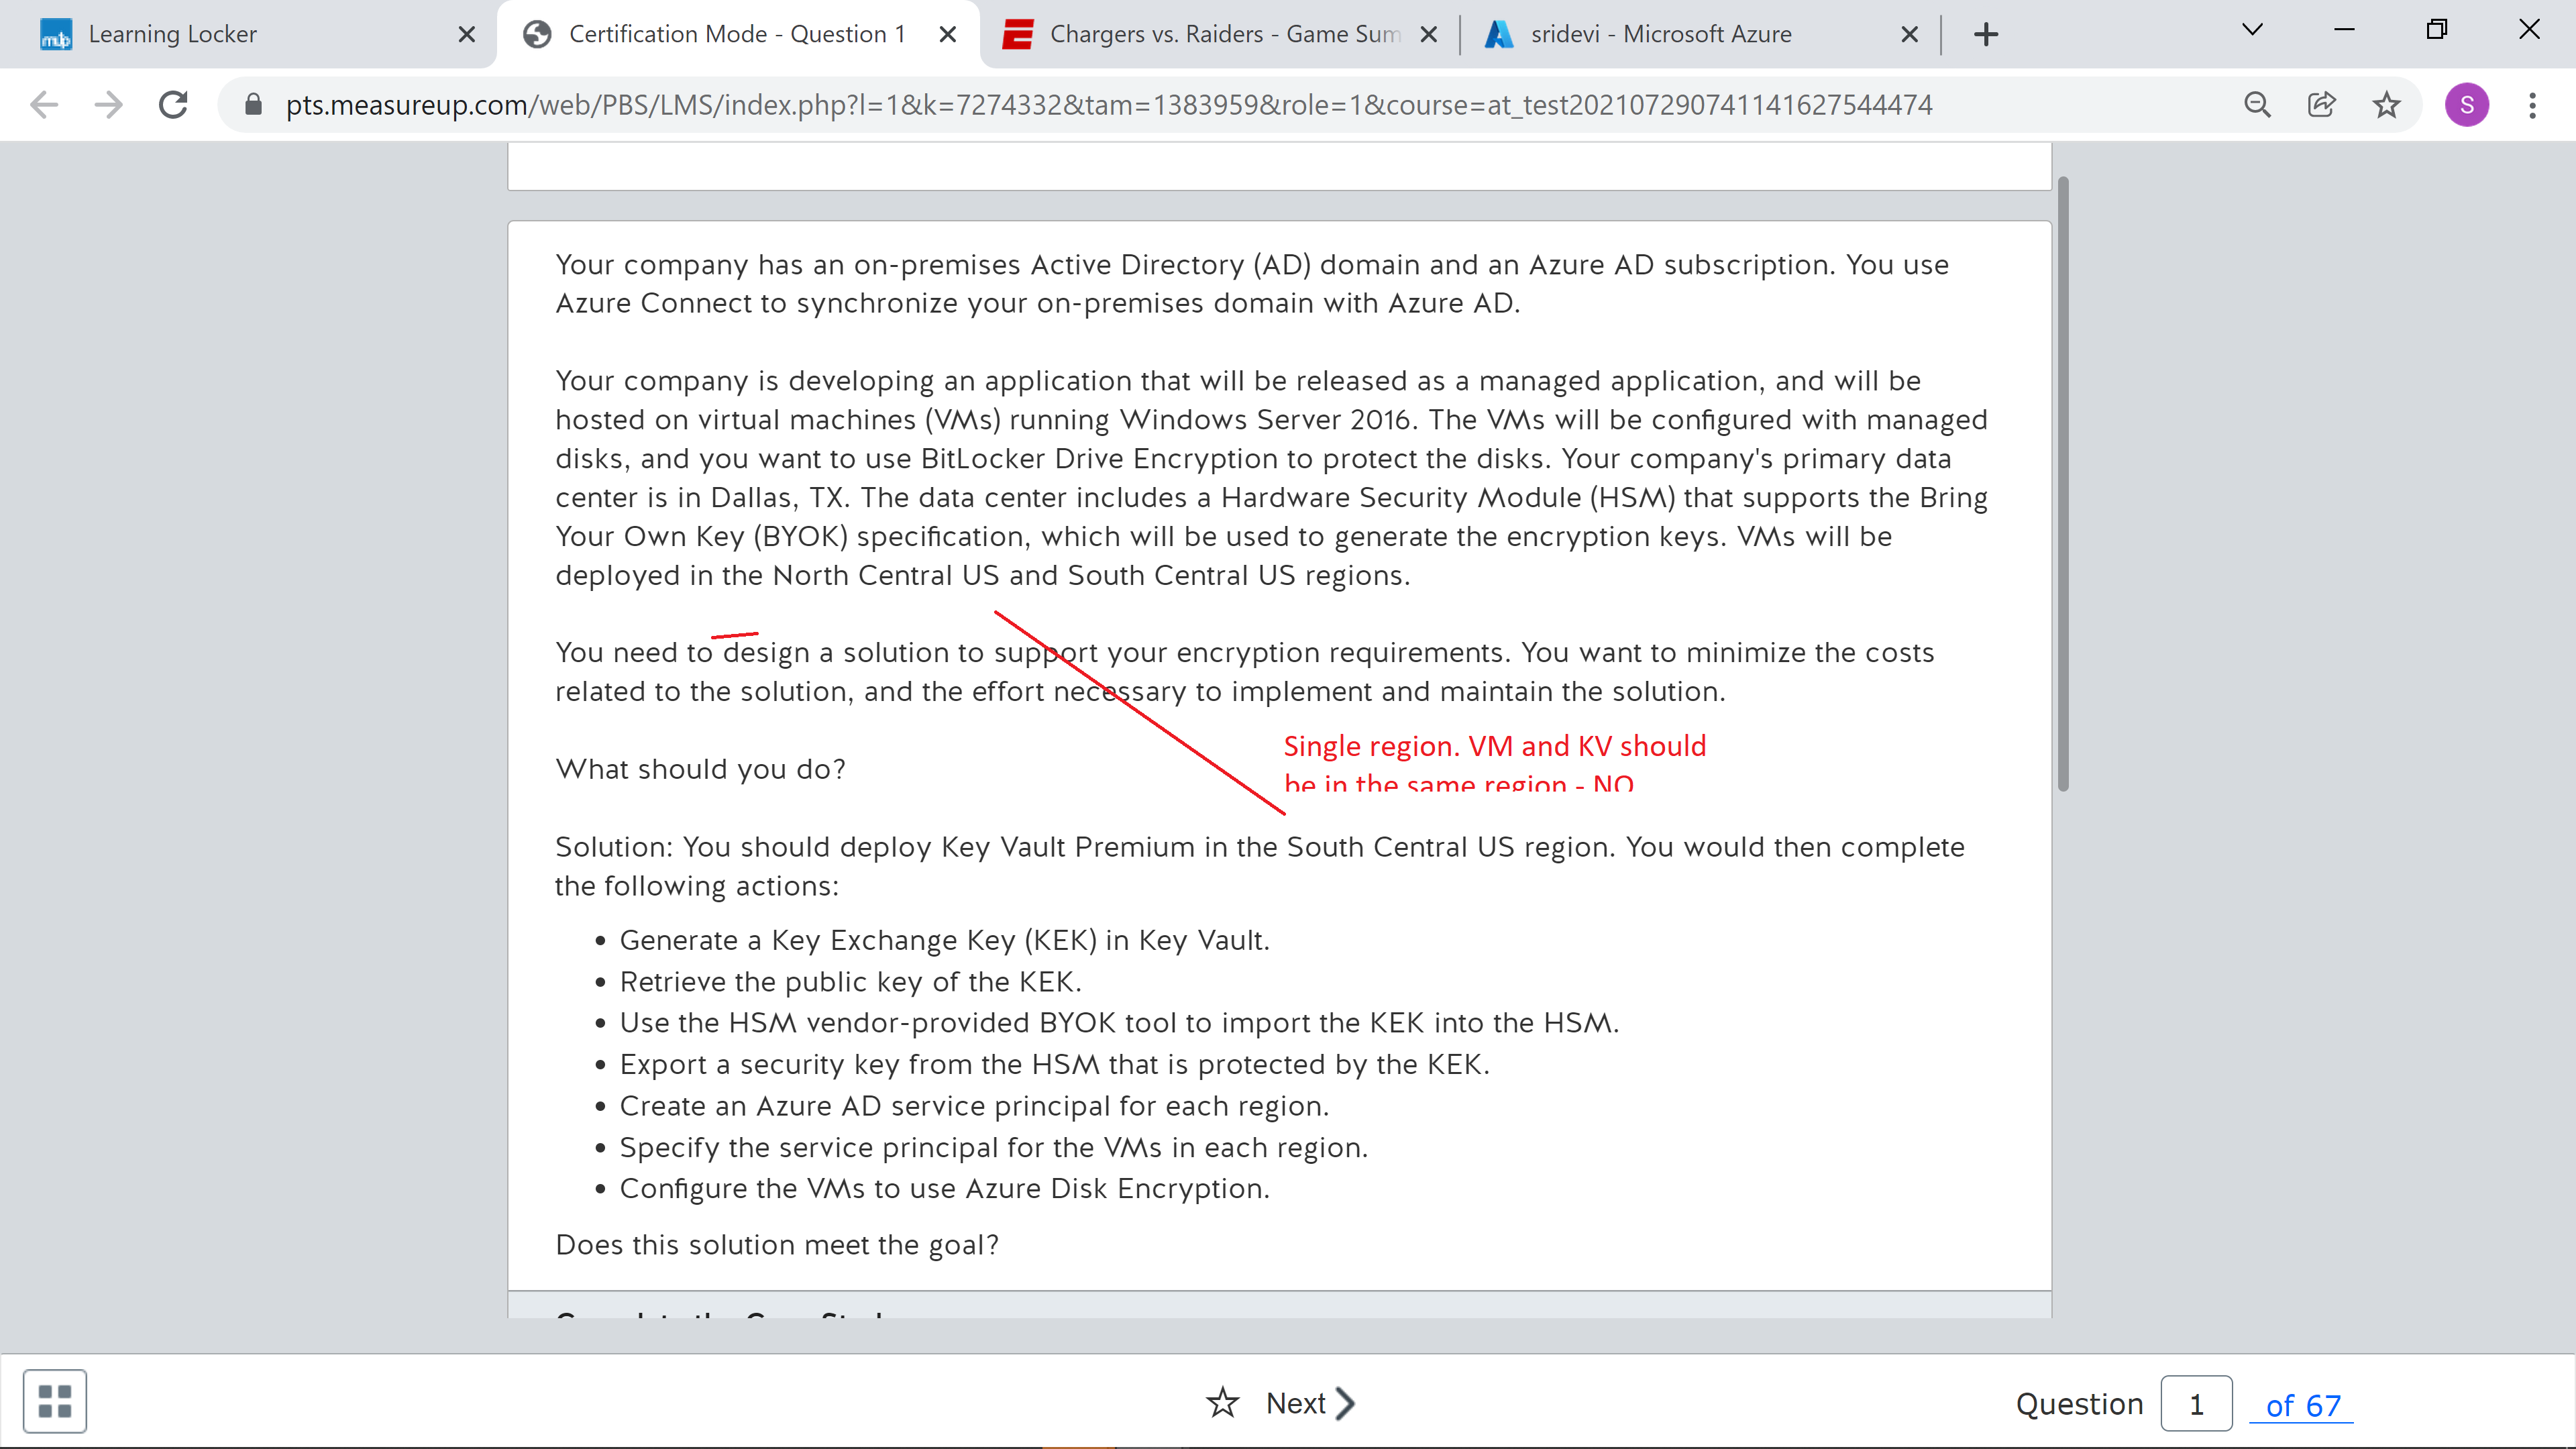 Learning Locker
Certification Mode - Question 1
Chargers vs. Raiders - Game Sum
sridevi - Microsoft Azure
pts.measureup.com/web/PBS/LMS/index.php?l=1&k=7274332&tam=1383959&role=1&course=at_test20210729074114​1627544474
S
Your company has an on-premises Active Directory (AD) domain and an Azure AD subscription. You use
Azure Connect to synchronize your on-premises domain with Azure AD.
Your company is developing an application that will be released as a managed application, and will be
hosted on virtual machines (VMs) running Windows Server 2016. The VMs will be configured with managed
disks, and you want to use BitLocker Drive Encryption to protect the disks. Your company's primary data
center is in Dallas, TX. The data center includes a Hardware Security Module (HSM) that supports the Bring
Your Own Key (BYOK) specification, which will be used to generate the encryption keys. VMs will be
deployed in the North Central US and South Central US regions.
You need to design a solution to support your encryption requirements. You want to minimize the costs
related to the solution, and the effort necessary to implement and maintain the solution.
Single region. VM and KV should
be in the same region - NO
What should you do?
Solution: You should deploy Key Vault Premium in the South Central US region. You would then complete
the following actions:
• Generate a Key Exchange Key (KEK) in Key Vault.
• Retrieve the public key of the KEK.
• Use the HSM vendor-provided BYOK tool to import the KEK into the HSM.
• Export a security key from the HSM that is protected by the KEK.
• Create an Azure AD service principal for each region.
• Specify the service principal for the VMs in each region.
• Configure the VMs to use Azure Disk Encryption.
Does this solution meet the goal?
Next
Question 1 of 67